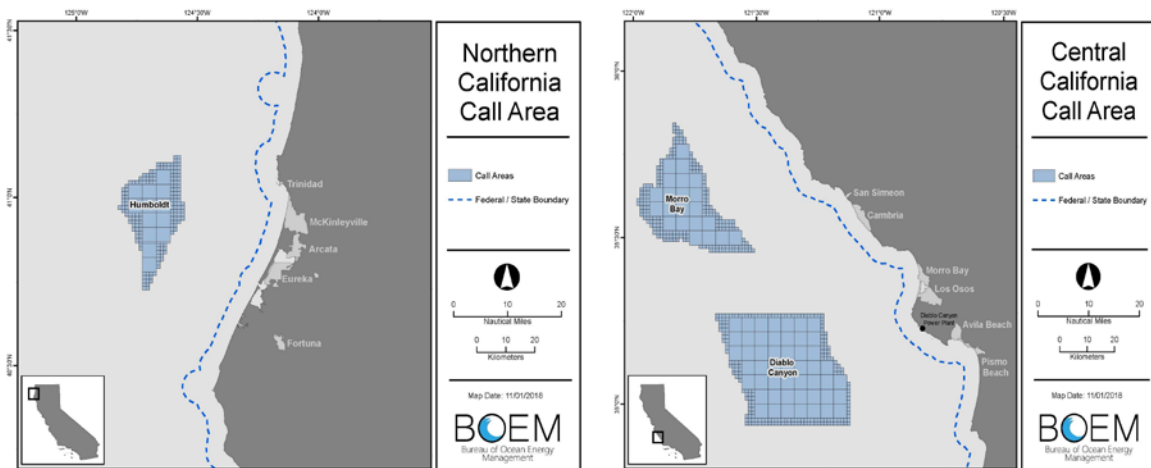 125°0'W
124°30'W
124°0'W
41°30'N
41°0'N
40°30'N
Humboldt
Trinidad
McKinleyville
Arcata
Eureka
Fortuna
Northern
California
Call Area
Call Areas
Federal / State Boundary
0 10 20
Nautical Miles
0 10 20
Kilometers
Map Date: 11/01/2018
BOEM
Bureau of Ocean Energy
Management
122°0'W
121°30'W
121°0'W
120°30'W
36°0'N
35°30'N
35°0'N
Morro
Bay
San Simeon
Cambria
Morro Bay
Los Osos
Diablo Canyon
Power Plant
Avila Beach
Pismo
Beach
Diablo
Canyon
Central
California
Call Area
Call Areas
Federal / State Boundary
0 10 20
Nautical Miles
0 10 20
Kilometers
Map Date: 11/01/2018
BOEM
Bureau of Ocean Energy
Management